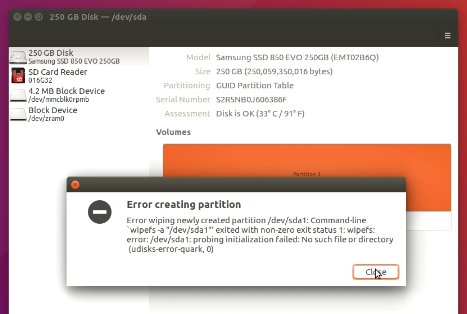 250 GB Disk — /dev/sda
250 GB Disk
Samsung SSD 850 EVO 250GB
SD Card Reader
016G32
4.2 MB Block Device
/dev/mmcblk0rpmb
Block Device
/dev/zram0
Model Samsung SSD 850 EVO 250GB (EMT02B6Q)
Size 250 GB (250,059,350,016 bytes)
Partitioning GUID Partition Table
Serial Number S2R5NB0J606386F
Assessment Disk is OK (33° C / 91° F)
Volumes
Partition 1
Error creating partition
Error wiping newly created partition /dev/sda1: Command-line
`wipefs -a "/dev/sda1"' exited with non-zero exit status 1: wipefs:
error: /dev/sda1: probing initialization failed: No such file or directory
(udisks-error-quark, 0)
Close